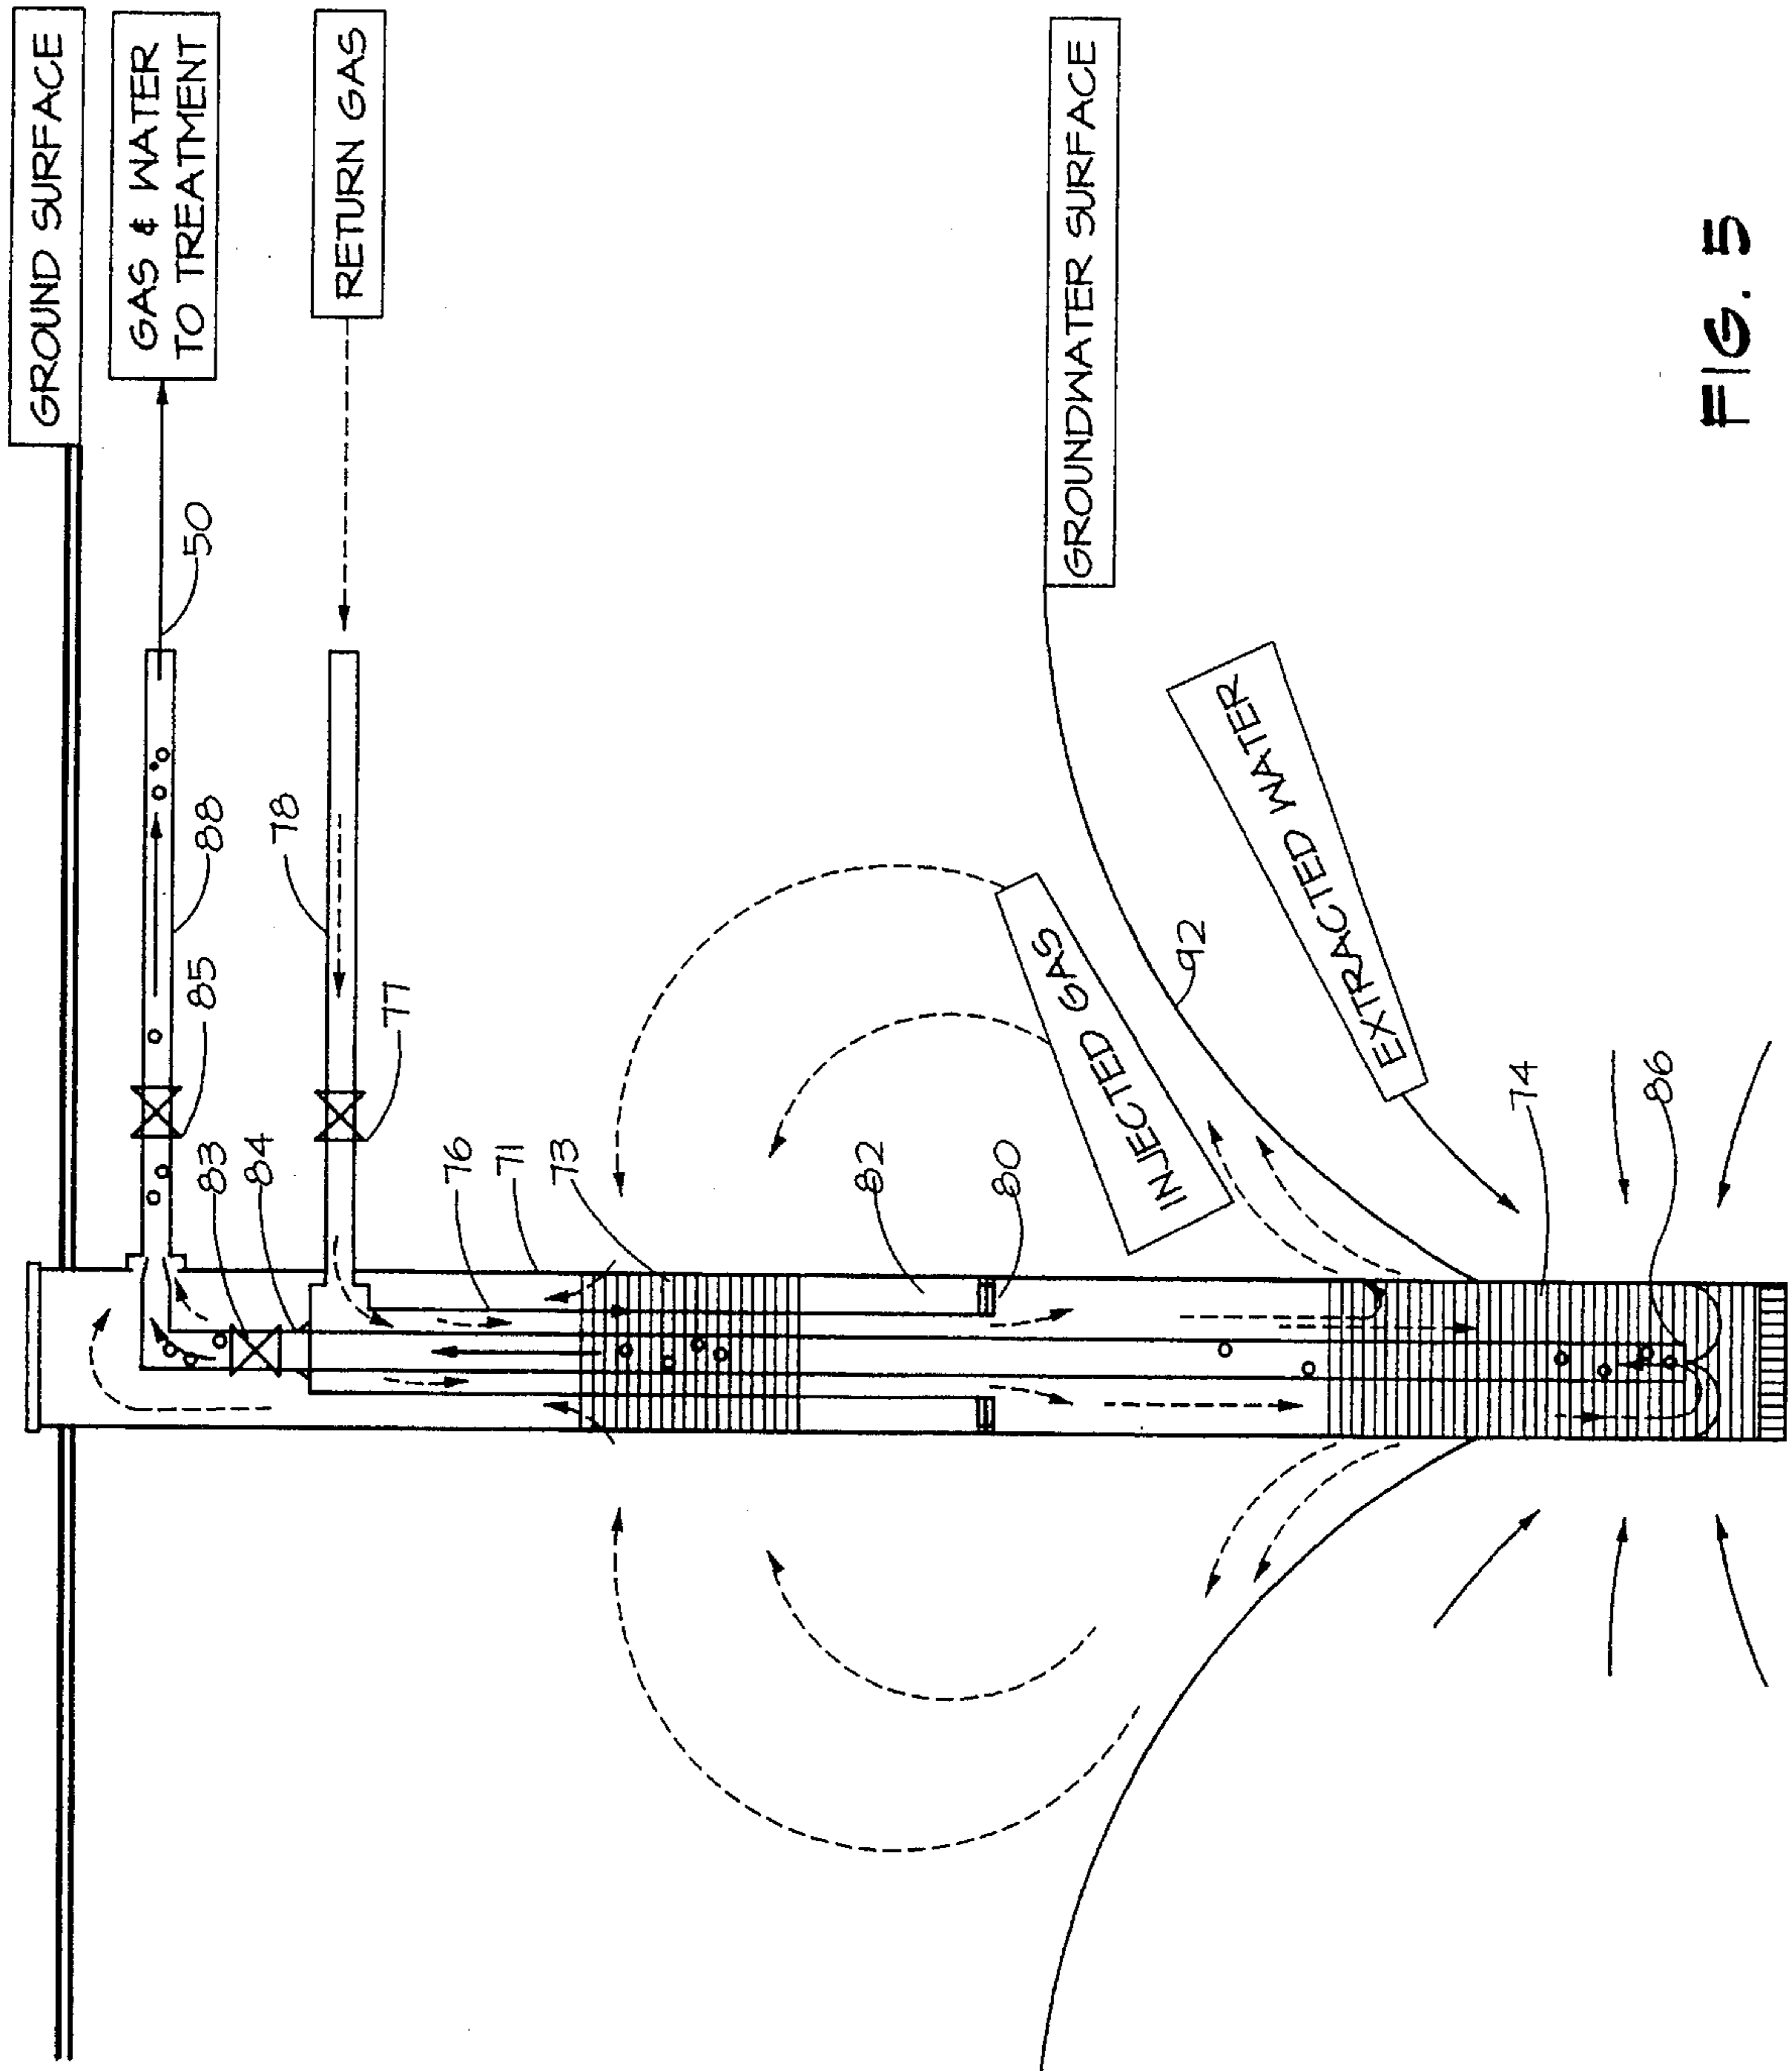 GROUND SURFACE
GAS & WATER
TO TREATMENT
RETURN GAS
50
88
78
85
77
83
84
76
71
73
82
80
GROUNDWATER SURFACE
INJECTED GAS
92
EXTRACTED WATER
74
86
FIG. 5